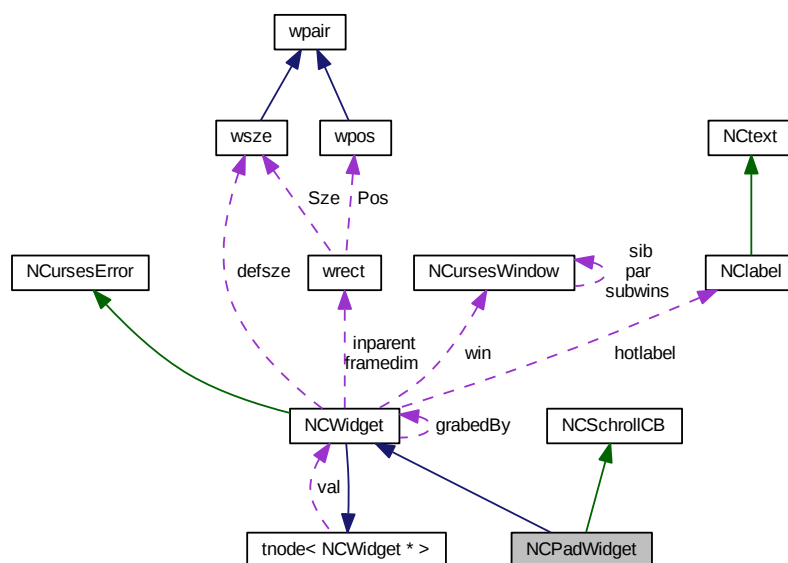 wpair
wsze
wpos
NCtext
Sze
Pos
NCursesError
defsze
wrect
NCursesWindow
sib
par
subwins
NClabel
inparent
framedim
win
hotlabel
NCWidget
grabedBy
NCSchrollCB
val
tnode< NCWidget * >
NCPadWidget